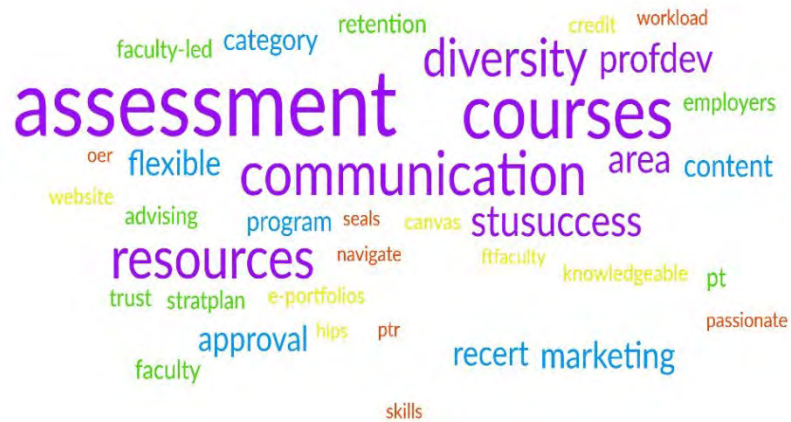 retention credit workload
faculty-led category diversity profdev
assessment courses employers
oer flexible communication area content
website advising program seals canvas stusuccess
resources navigate ftfaculty knowledgeable pt
trust stratplan e-portfolios
approval hips ptr passionate
faculty recert marketing
skills